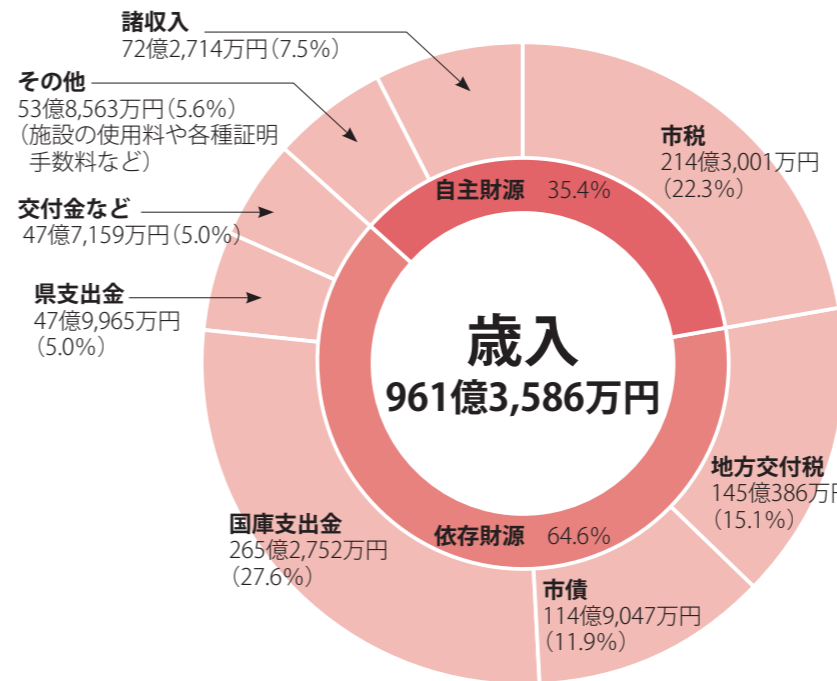 諸収入
72億2,714万円(7.5%)
その他
53億8,563万円(5.6%)
(施設の使用料や各種証明
手数料など)
交付金など
47億7,159万円(5.0%)
県支出金
47億9,965万円
(5.0%)
市税
214億3,001万円
(22.3%)
自主財源 35.4%
歳入
961億3,586万円
地方交付税
145億386万円
(15.1%)
国庫支出金
265億2,752万円
(27.6%)
依存財源 64.6%
市債
114億9,047万円
(11.9%)